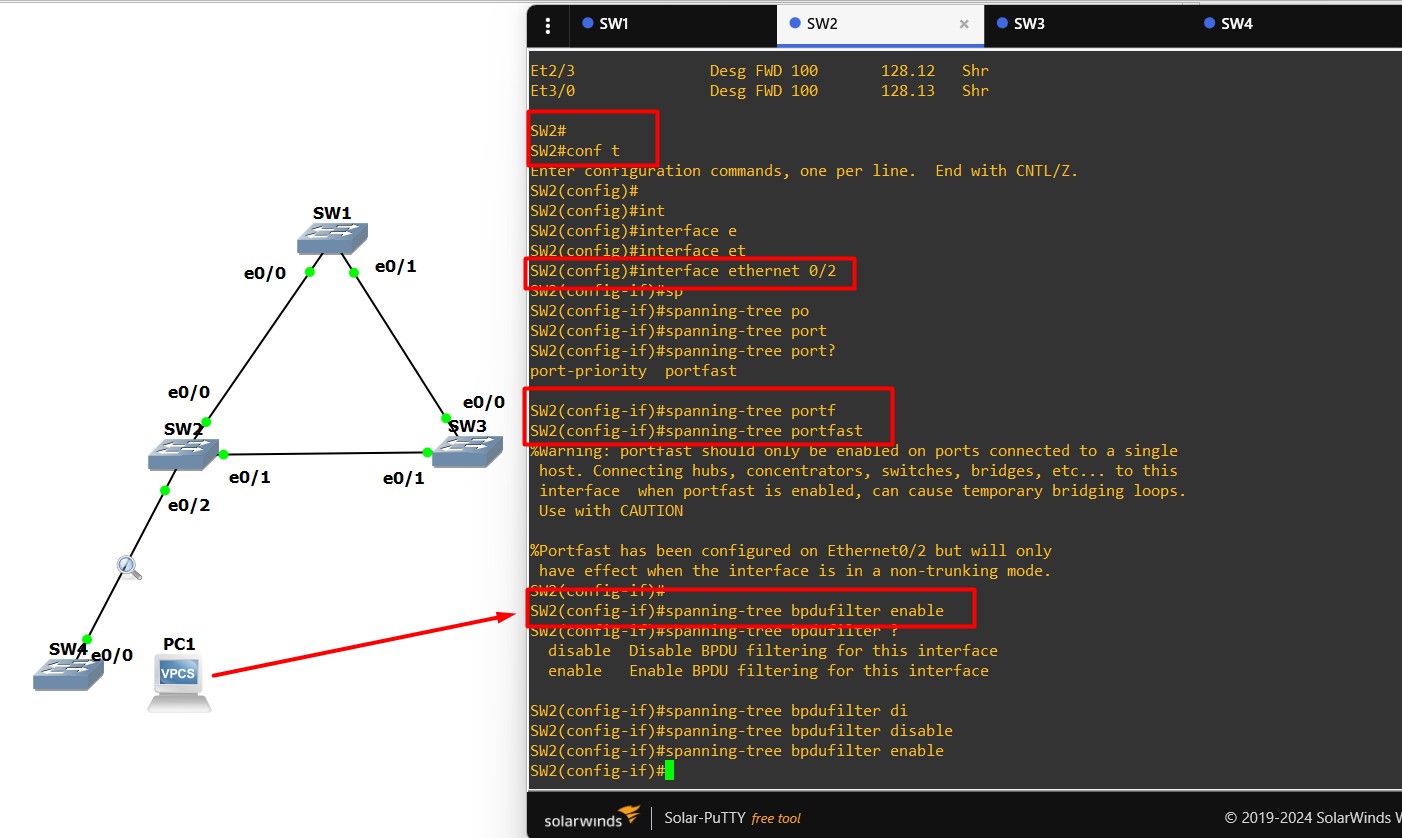 SW1
SW2
SW3
SW4
Et2/3 Desg FWD 100 128.12 Shr
Et3/0 Desg FWD 100 128.13 Shr
SW2#
SW2#conf t
Enter configuration commands, one per line. End with CNTL/Z.
SW2(config)#
SW2(config)#int
SW2(config)#interface e
SW2(config)#interface et
SW2(config)#interface ethernet 0/2
SW2(config-if)#sp
SW2(config-if)#spanning-tree po
SW2(config-if)#spanning-tree port
SW2(config-if)#spanning-tree port?
port-priority portfast
SW2(config-if)#spanning-tree portf
SW2(config-if)#spanning-tree portfast
%Warning: portfast should only be enabled on ports connected to a single
host. Connecting hubs, concentrators, switches, bridges, etc... to this
interface when portfast is enabled, can cause temporary bridging loops.
Use with CAUTION
%Portfast has been configured on Ethernet0/2 but will only
have effect when the interface is in a non-trunking mode.
SW2(config-if)#
SW2(config-if)#spanning-tree bpdufilter enable
SW2(config-if)#spanning-tree bpdufilter ?
disable Disable BPDU filtering for this interface
enable Enable BPDU filtering for this interface
SW2(config-if)#spanning-tree bpdufilter di
SW2(config-if)#spanning-tree bpdufilter disable
SW2(config-if)#spanning-tree bpdufilter enable
SW2(config-if)#
solarwinds Solar-PuTTY free tool
© 2019-2024 SolarWinds W
SW1
e0/0
e0/1
e0/0
SW2
e0/1
e0/2
e0/0
SW3
e0/1
SW4
e0/0
PC1
VPCS